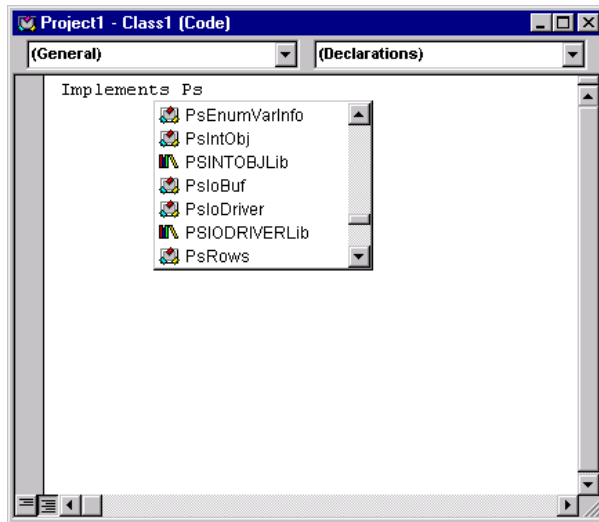 Project1 - Class1 (Code)
(General) (Declarations)
Implements Ps
PsEnumVarInfo
PsIntObj
PSINTOBJLib
PsIoBuf
PsIoDriver
PSIODRIVERLib
PsRows